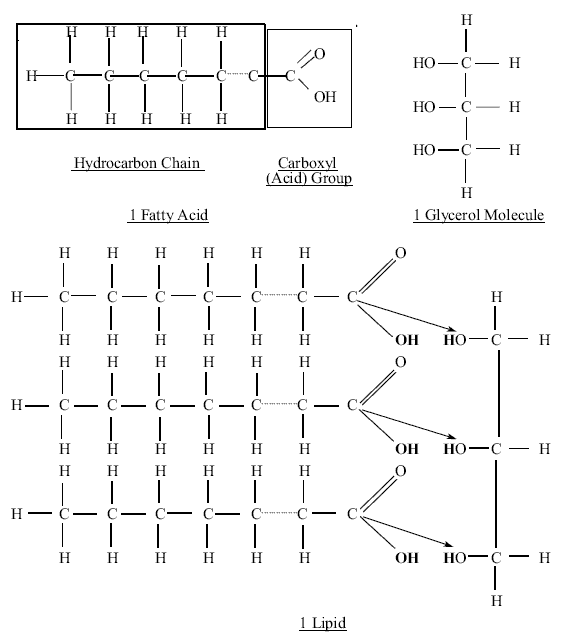 H H H H H
O
H C C C C C C C
OH
H H H H H
Hydrocarbon Chain
Carboxyl
(Acid) Group
1 Fatty Acid
H
HO C H
HO C H
HO C H
H
1 Glycerol Molecule
H H H H H H O
H C C C C C C C H
H H H H H H OH HO C H
H H H H H H O
H C C C C C C C
H H H H H H OH HO C H
H H H H H H O
H C C C C C C C
H H H H H H OH HO C H
H
1 Lipid